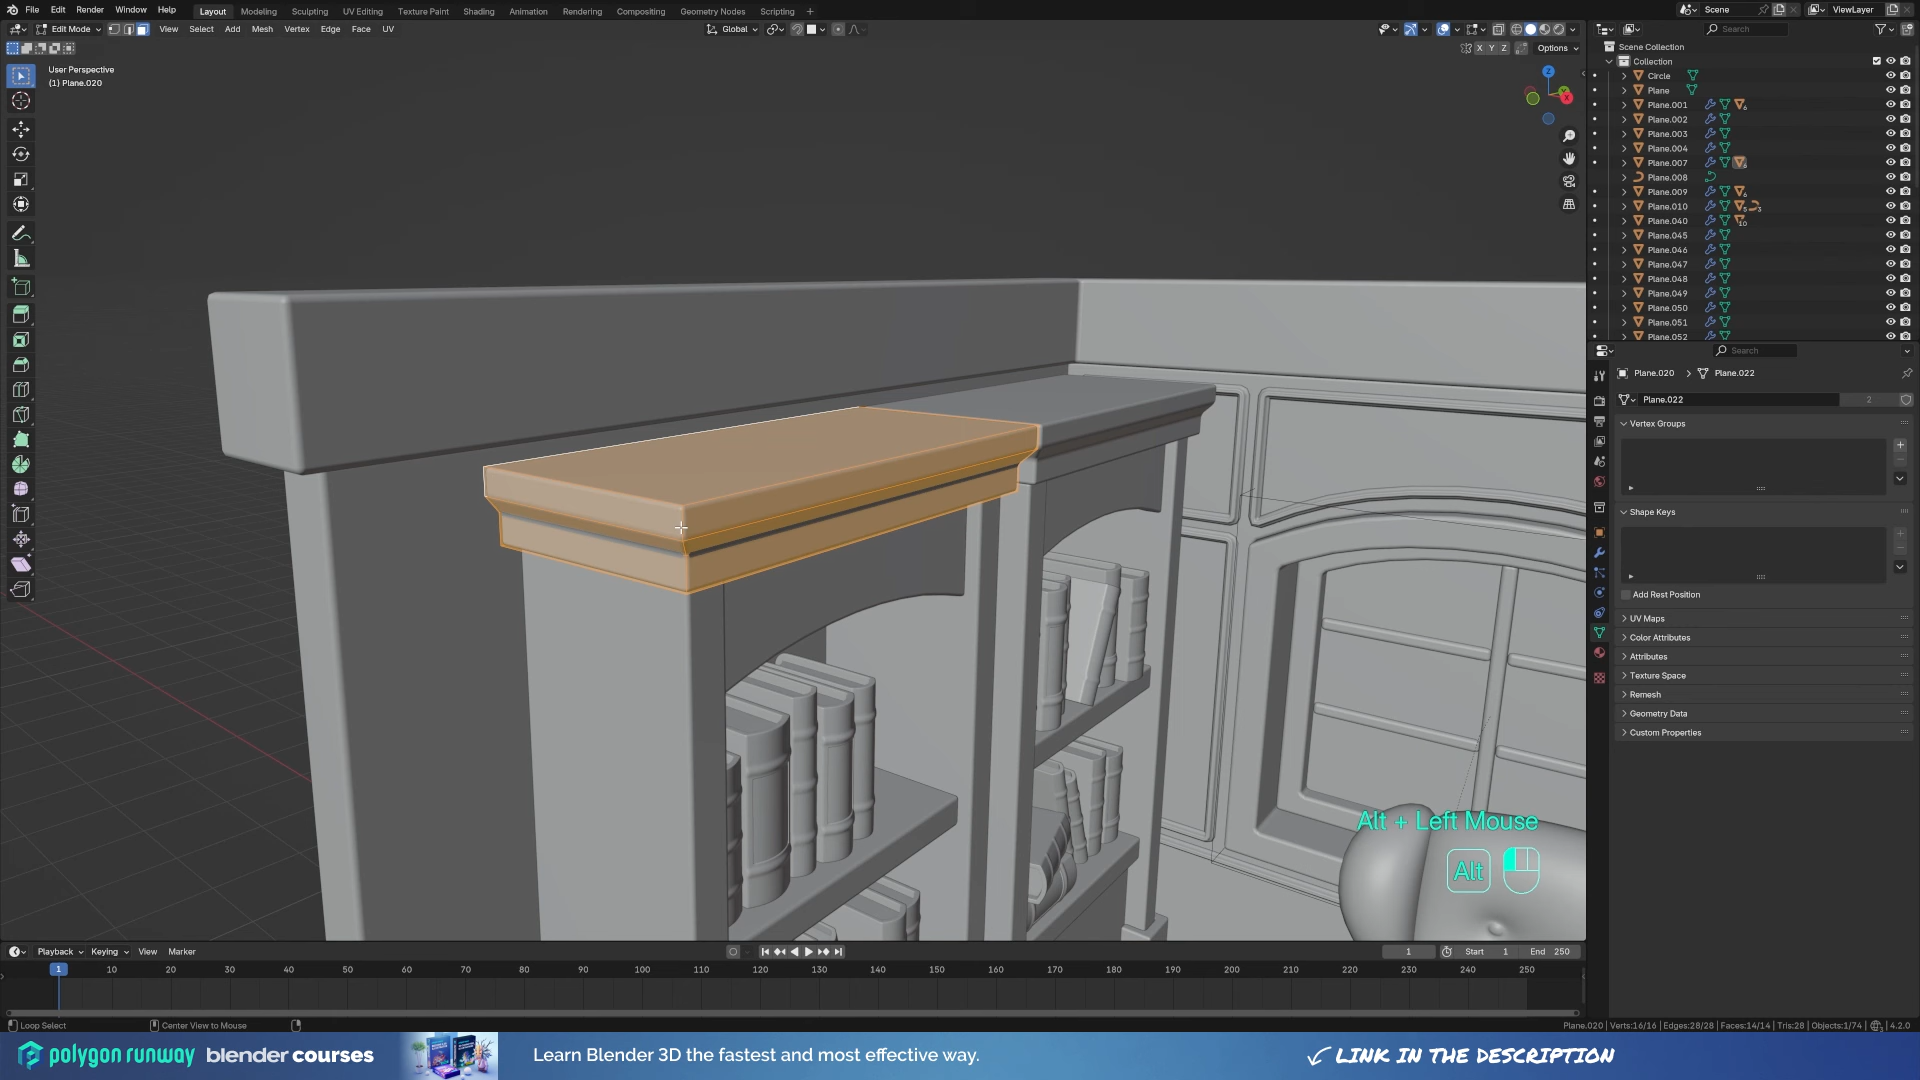 File Edit Render Window Help Layout Modeling Sculpting UV Editing Texture Paint Shading Animation Rendering Compositing Geometry Nodes Scripting + Scene ViewLayer
Edit Mode View Select Add Mesh Vertex Edge Face UV Global Search
X Y Z Options
User Perspective
(1) Plane.020
Z
X
Scene Collection
Collection
Circle
Plane
Plane.001
Plane.002
Plane.003
Plane.004
Plane.007
Plane.008
Plane.009
Plane.010
Plane.040
Plane.045
Plane.046
Plane.047
Plane.048
Plane.049
Plane.050
Plane.051
Plane.052
Search
Plane.020 > Plane.022
Plane.022 2
Vertex Groups
Shape Keys
Add Rest Position
UV Maps
Color Attributes
Attributes
Texture Space
Remesh
Geometry Data
Custom Properties
Alt + Left Mouse
Alt
Playback Keying View Marker 1 Start 1 End 250
1 10 20 30 40 50 60 70 80 90 100 110 120 130 140 150 160 170 180 190 200 210 220 230 240 250
Loop Select Center View to Mouse Plane.020 | Verts:16/16 | Edges:28/28 | Faces:14/14 | Tris:28 | Objects:1/74 | 4.2.0
polygon runway blender courses Learn Blender 3D the fastest and most effective way. LINK IN THE DESCRIPTION